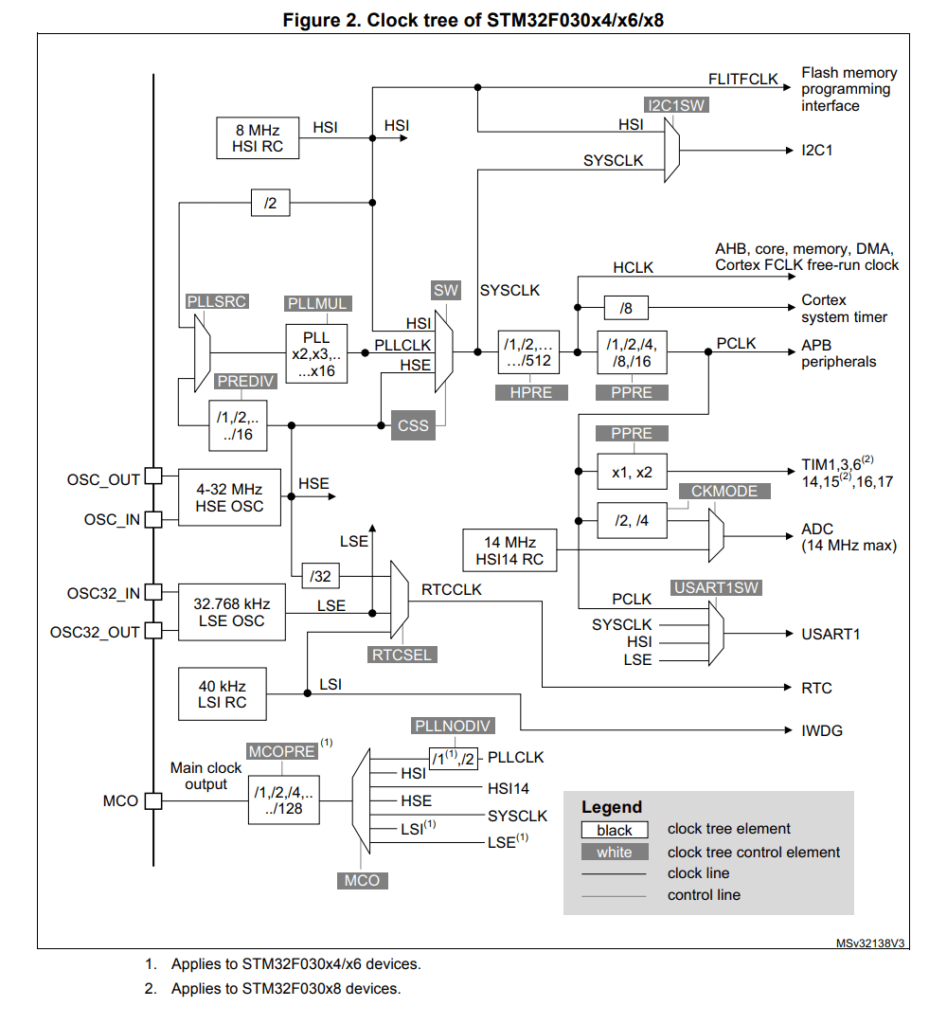 Figure 2. Clock tree of STM32F030x4/x6/x8
FLITFCLK
Flash memory
programming
interface
I2C1SW
8 MHz
HSI RC
HSI
HSI
HSI
SYSCLK
I2C1
/2
AHB, core, memory, DMA,
Cortex FCLK free-run clock
HCLK
PLLSRC
PLLMUL
SW
SYSCLK
/8
Cortex
system timer
PLL
x2,x3,..
...x16
HSI
PLLCLK
HSE
/1,/2,...
.../512
/1,/2,/4,
/8,/16
PCLK
APB
peripherals
PREDIV
HPRE
PPRE
/1,/2,..
../16
CSS
PPRE
x1, x2
TIM1,3,6(2)
14,15(2),16,17
OSC_OUT
OSC_IN
4-32 MHz
HSE OSC
HSE
CKMODE
/2, /4
ADC
(14 MHz max)
14 MHz
HSI14 RC
LSE
/32
OSC32_IN
OSC32_OUT
32.768 kHz
LSE OSC
LSE
RTCCLK
USART1SW
PCLK
SYSCLK
HSI
LSE
USART1
RTCSEL
40 kHz
LSI RC
LSI
RTC
IWDG
PLLNODIV
MCOPRE (1)
/1(1),/2
PLLCLK
Main clock
output
HSI
HSI14
MCO
/1,/2,/4,..
../128
HSE
SYSCLK
LSI(1)
LSE(1)
MCO
Legend
black
clock tree element
white
clock tree control element
clock line
control line
MSv32138V3
1. Applies to STM32F030x4/x6 devices.
2. Applies to STM32F030x8 devices.